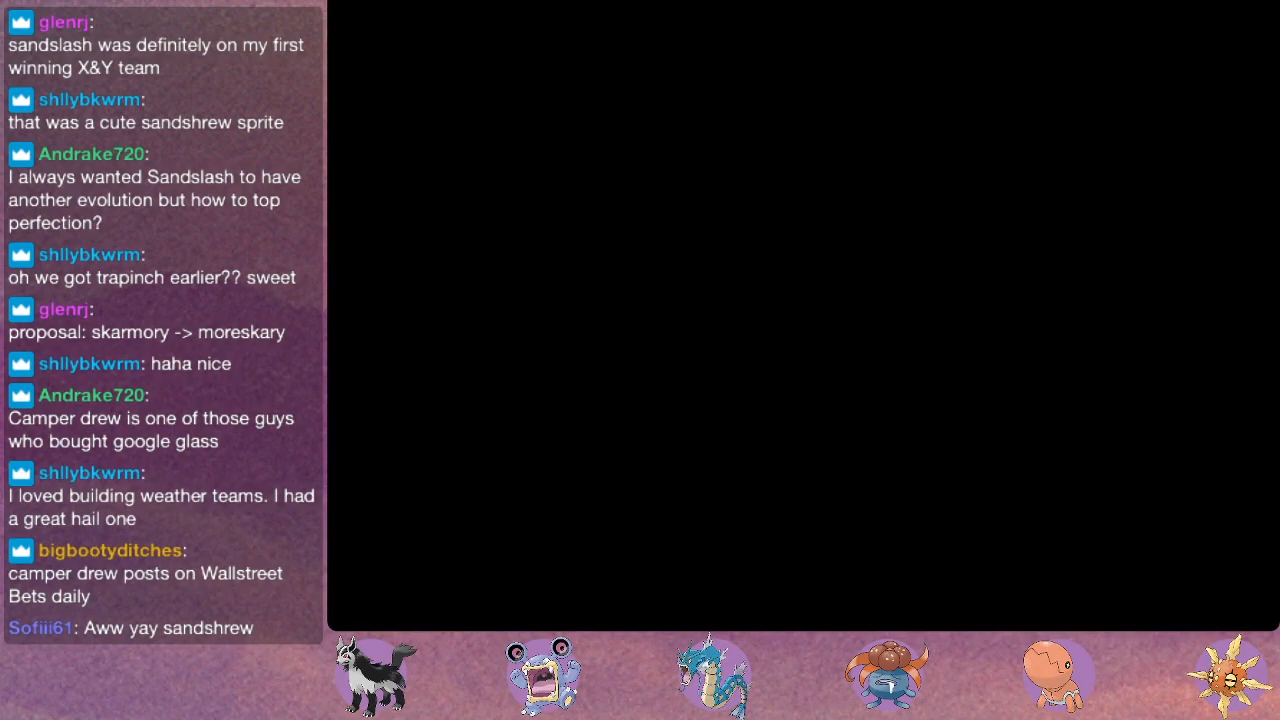 glenrj:
sandslash was definitely on my first
winning X&Y team
shllybkwrm:
that was a cute sandshrew sprite
Andrake720:
I always wanted Sandslash to have
another evolution but how to top
perfection?
shllybkwrm:
oh we got trapinch earlier?? sweet
glenrj:
proposal: skarmory -> moreskary
shllybkwrm: haha nice
Andrake720:
Camper drew is one of those guys
who bought google glass
shllybkwrm:
I loved building weather teams. I had
a great hail one
bigbootyditches:
camper drew posts on Wallstreet
Bets daily
Sofiii61: Aww yay sandshrew